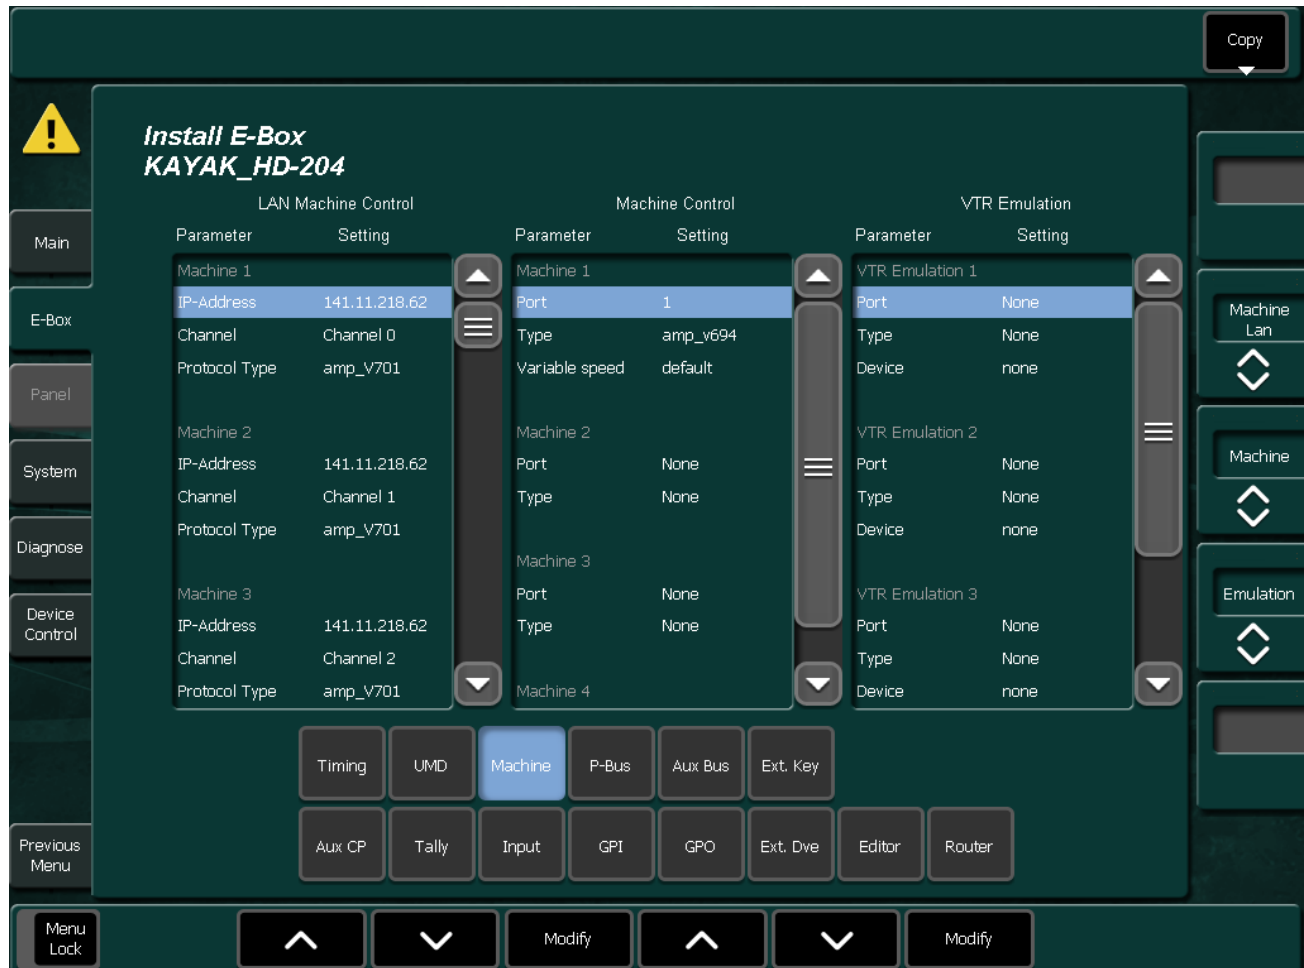 Copy
Install E-Box
KAYAK_HD-204
LAN Machine Control Machine Control VTR Emulation
Parameter Setting Parameter Setting Parameter Setting
Main
Machine 1 Machine 1 VTR Emulation 1
IP-Address 141.11.218.62 Port 1 Port None
E-Box
Channel Channel 0 Type amp_v694 Type None
Machine
Lan
Protocol Type amp_V701 Variable speed default Device none
Panel
Machine 2 Machine 2 VTR Emulation 2
IP-Address 141.11.218.62 Port None Port None
System
Machine
Channel Channel 1 Type None Type None
Protocol Type amp_V701 Device none
Diagnose
Machine 3
Machine 3 Port None VTR Emulation 3
Emulation
Device
Control
IP-Address 141.11.218.62 Type None Port None
Channel Channel 2 Type None
Protocol Type amp_V701 Machine 4 Device none
Timing UMD Machine P-Bus Aux Bus Ext. Key
Aux CP Tally Input GPI GPO Ext. Dve Editor Router
Previous
Menu
Menu
Lock
Modify Modify